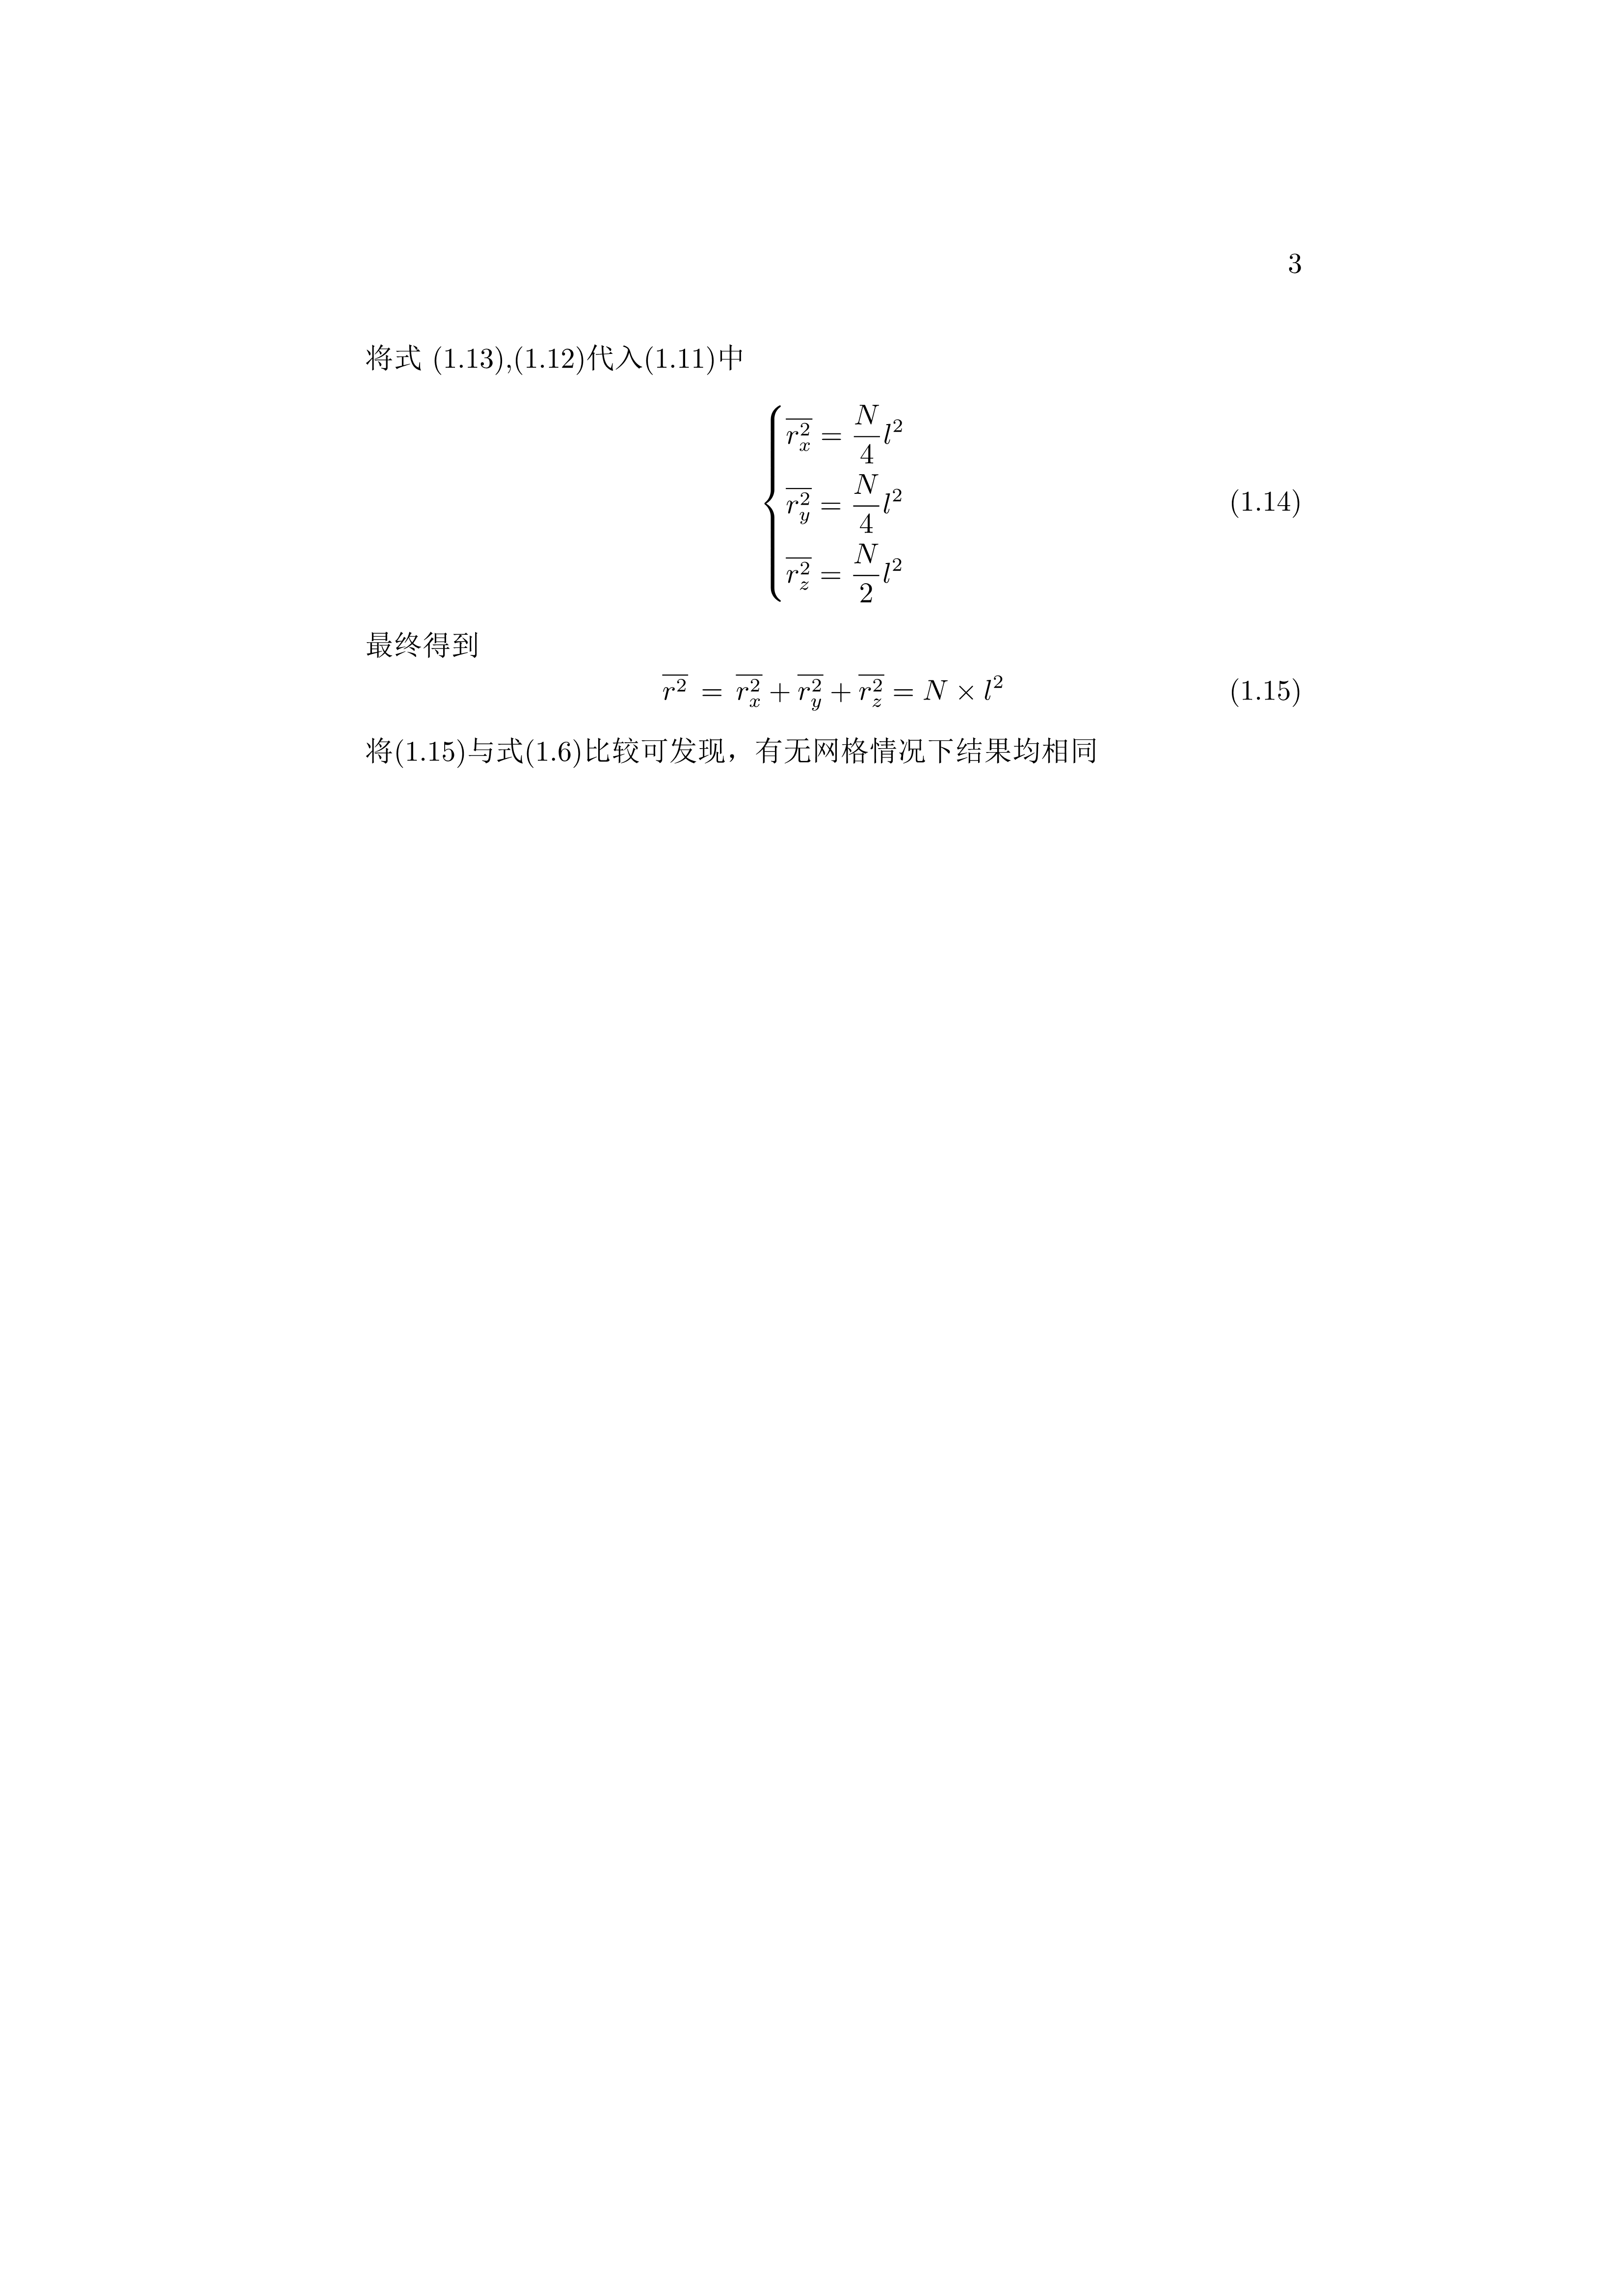 3
将式 (1.13),(1.12)代入(1.11)中
$$\begin{cases} \overline{r_x^2} = \dfrac{N}{4} l^2 \\ \overline{r_y^2} = \dfrac{N}{4} l^2 \\ \overline{r_z^2} = \dfrac{N}{2} l^2 \end{cases} \quad (1.14)$$
最终得到
$$\overline{r^2} = \overline{r_x^2} + \overline{r_y^2} + \overline{r_z^2} = N \times l^2 \quad (1.15)$$
将(1.15)与式(1.6)比较可发现，有无网格情况下结果均相同